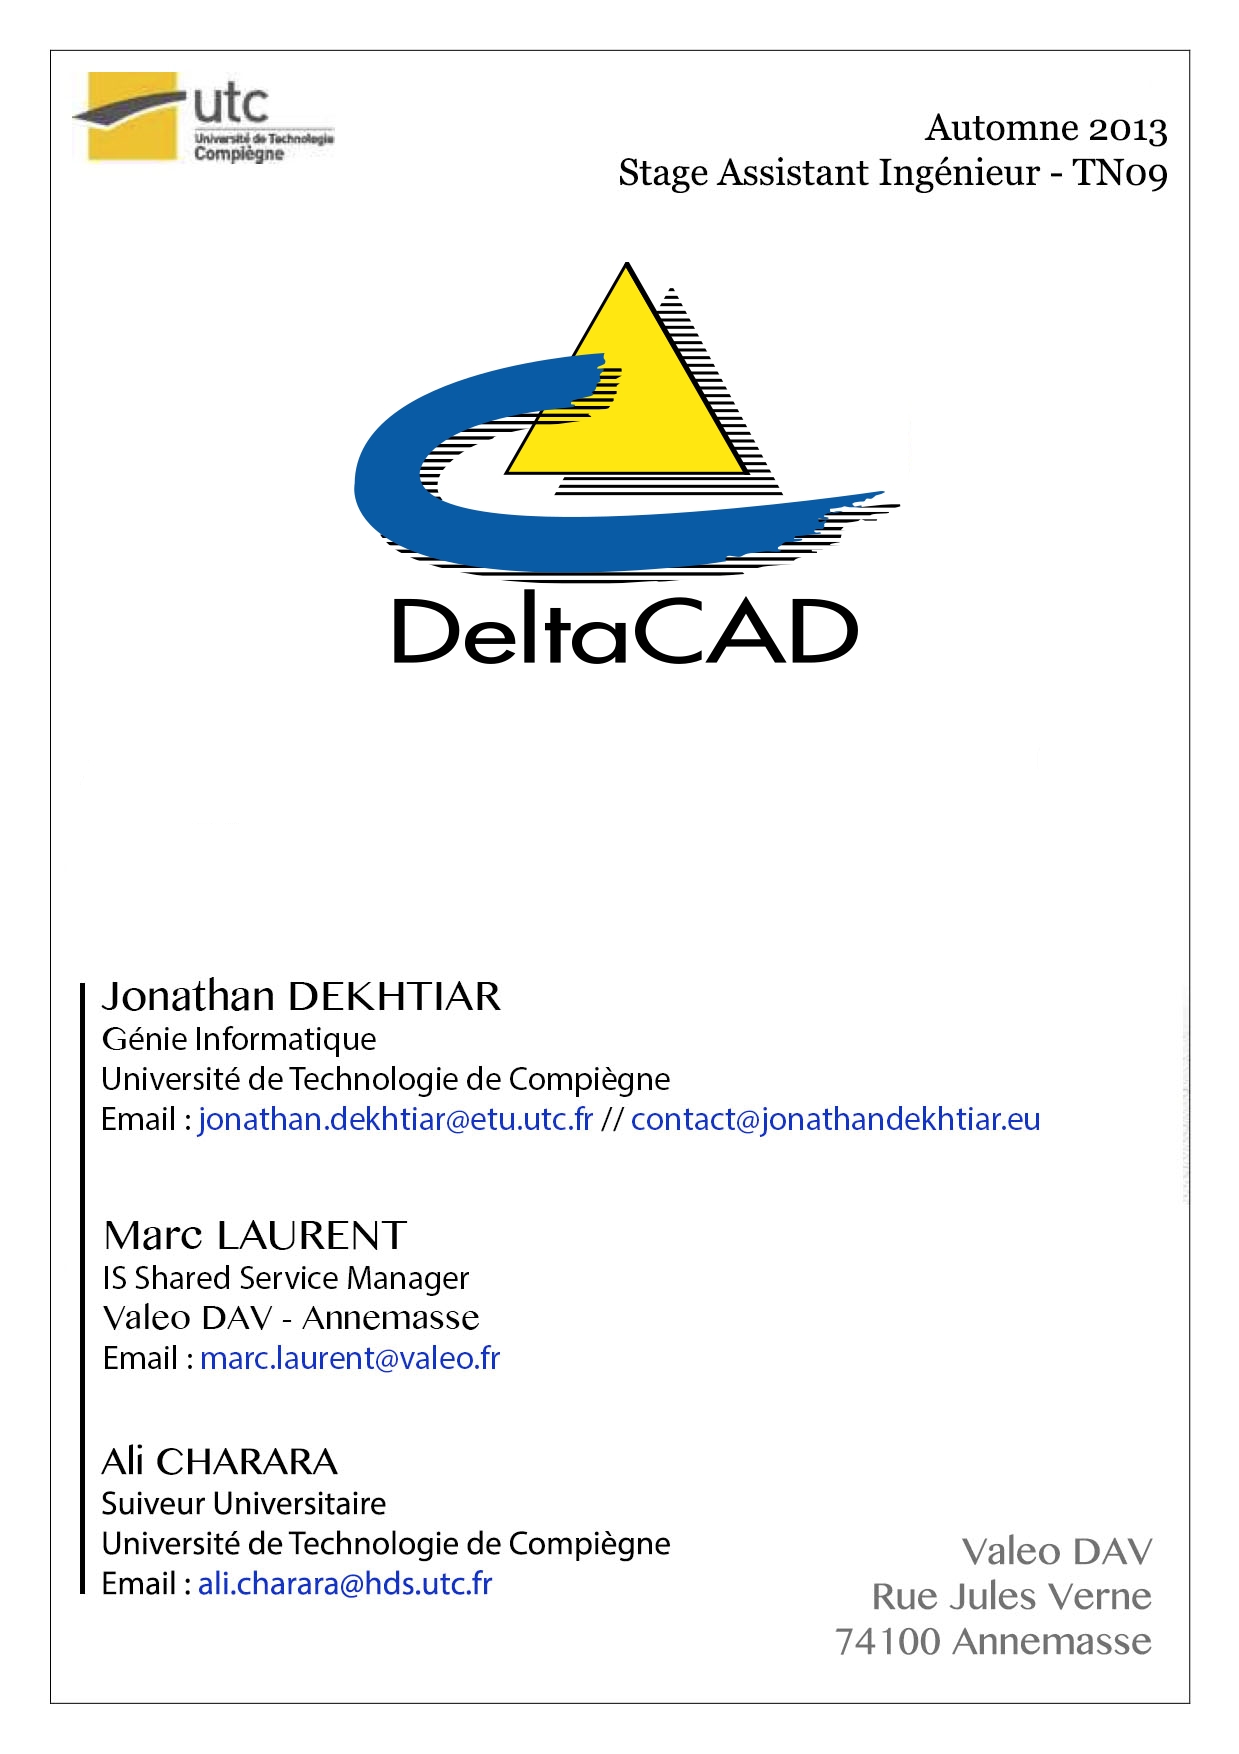 utc
Université de Technologie
Compiègne
Automne 2013
Stage Assistant Ingénieur - TN09
DeltaCAD
Jonathan DEKHTIAR
Génie Informatique
Université de Technologie de Compiègne
Email : jonathan.dekhtiar@etu.utc.fr // contact@jonathandekhtiar.eu
Marc LAURENT
IS Shared Service Manager
Valeo DAV - Annemasse
Email : marc.laurent@valeo.fr
Ali CHARARA
Suiveur Universitaire
Université de Technologie de Compiègne
Email : ali.charara@hds.utc.fr
Valeo DAV
Rue Jules Verne
74100 Annemasse